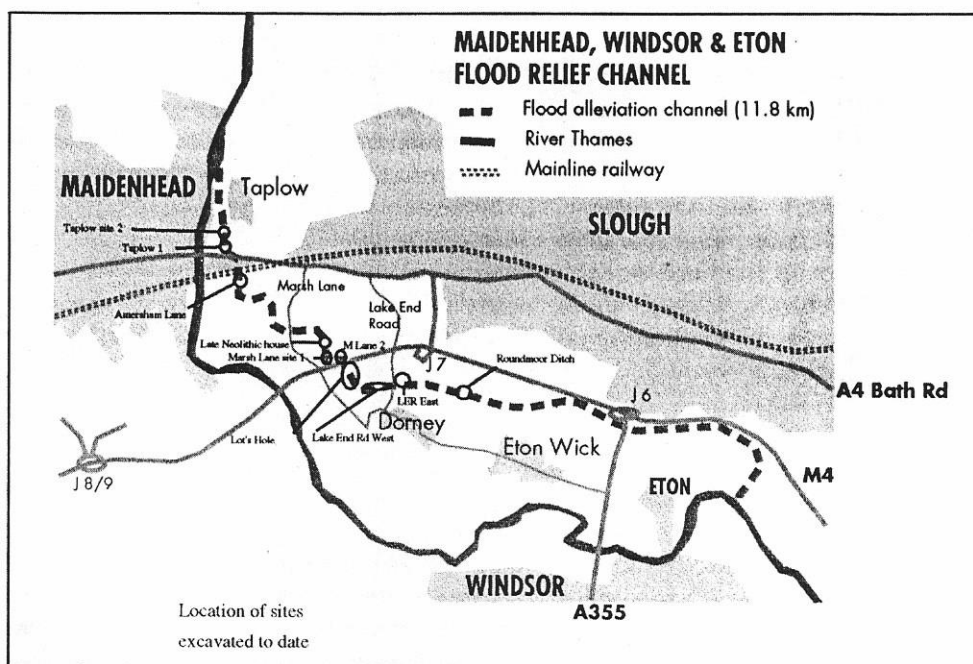 MAIDENHEAD, WINDSOR & ETON
FLOOD RELIEF CHANNEL
Flood alleviation channel (11.8 km)
River Thames
Mainline railway
MAIDENHEAD
Taplow
Taplow site 2
Taplow 1
SLOUGH
Marsh Lane
Amersham Lane
Lake End
Road
Late Neolithic house
M Lane 2
Marsh Lane site 1
J7
Roundmoor Ditch
A4 Bath Rd
J6
LER East
Lot's Hole
Lake End Rd West
Dorney
Eton Wick
J 8/9
ETON
M4
WINDSOR
A355
Location of sites
excavated to date